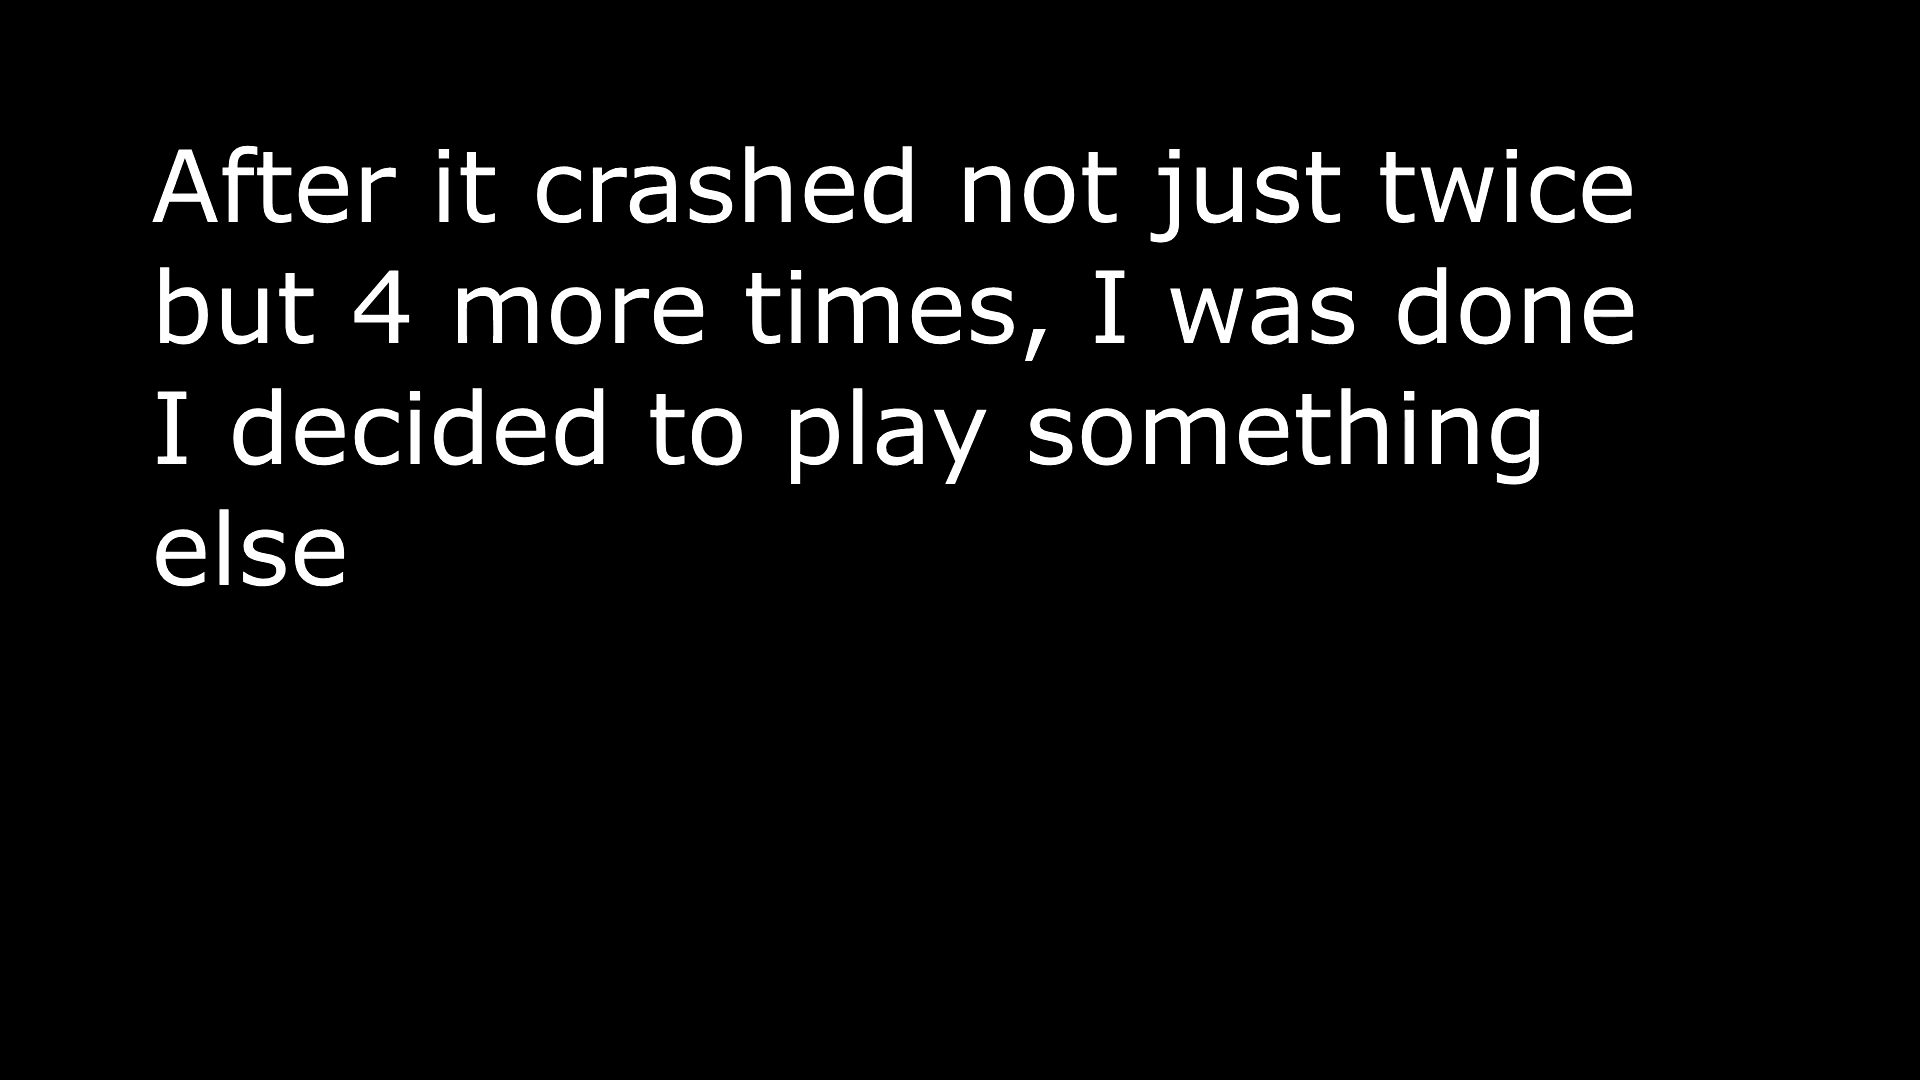 After it crashed not just twice
but 4 more times, I was done
I decided to play something
else